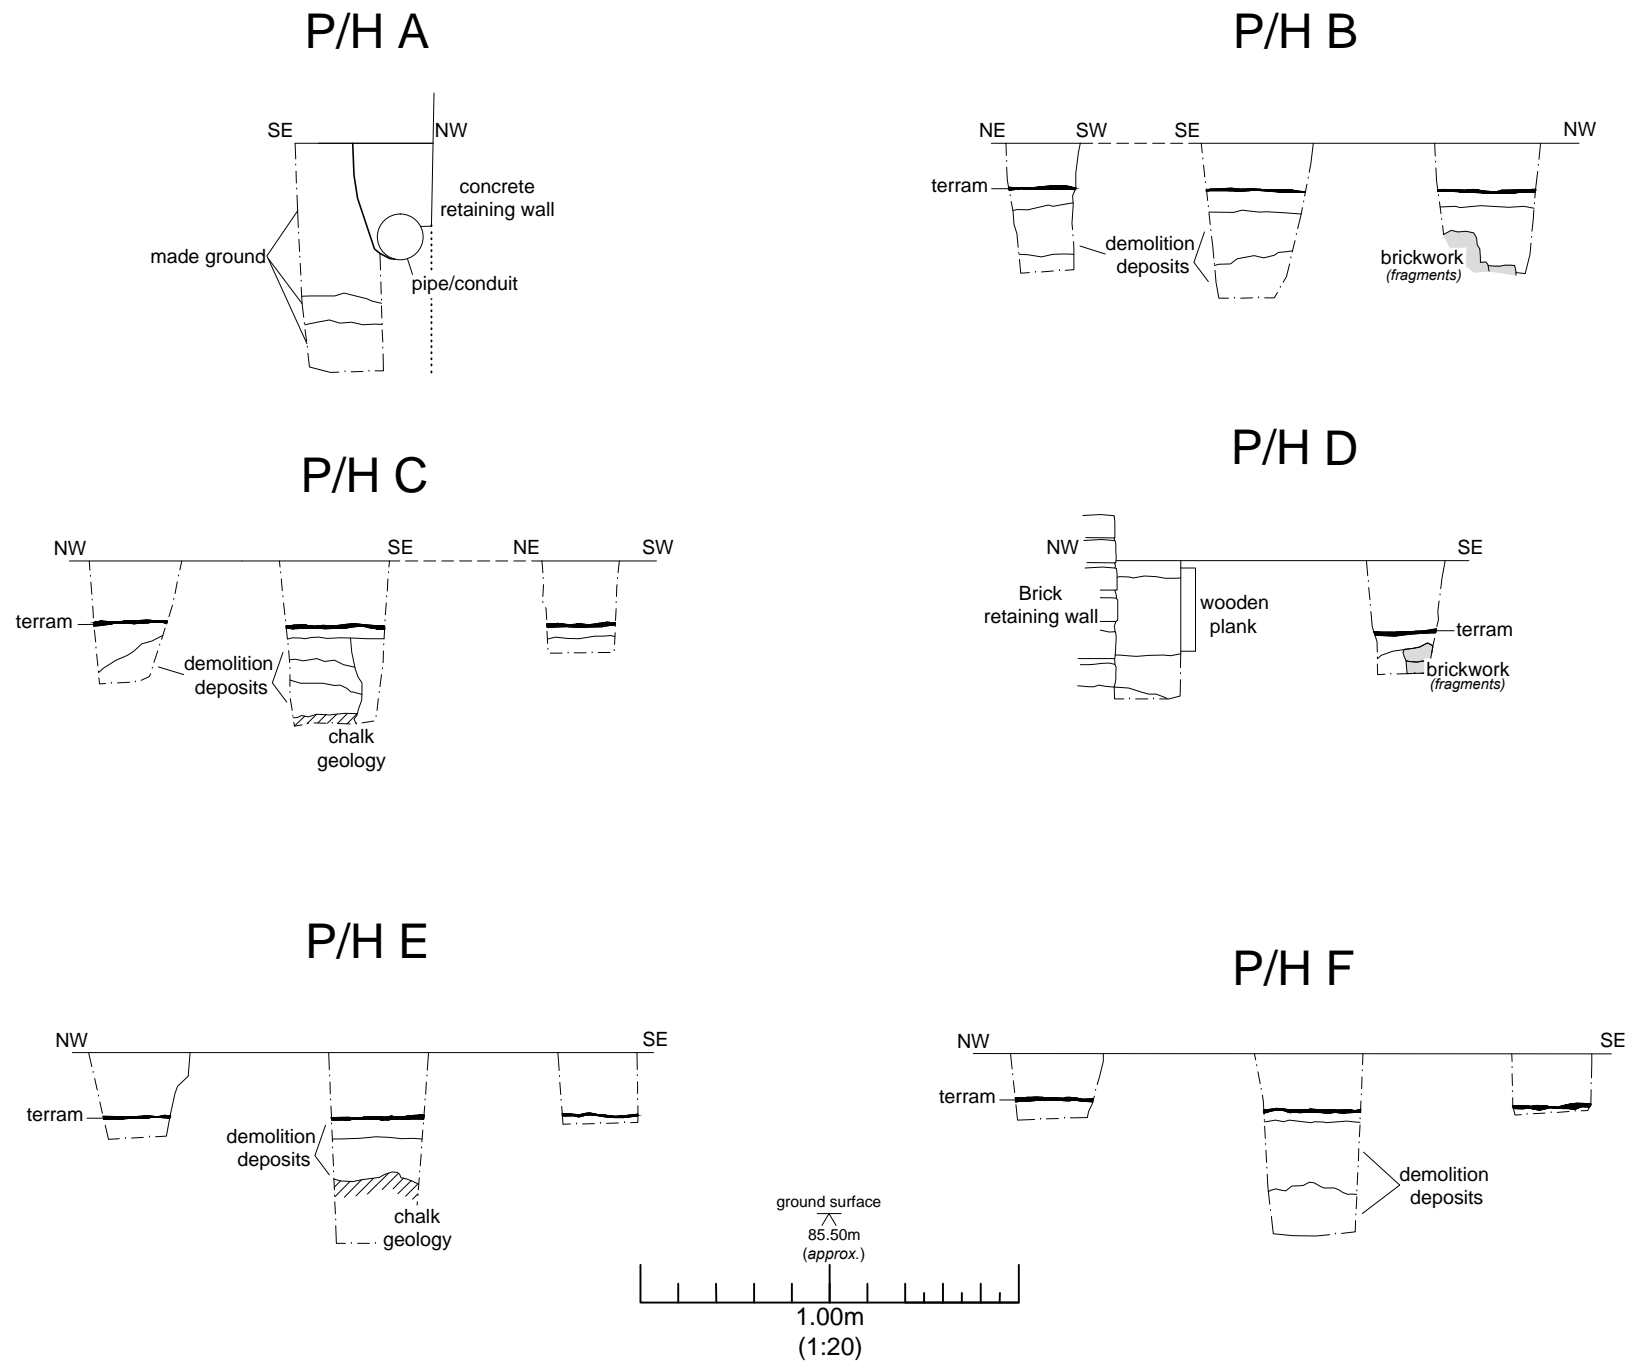 P/H A
SE
NW
concrete
retaining wall
made ground
pipe/conduit
P/H B
NE
SW
SE
NW
terram
demolition
deposits
brickwork
(fragments)
P/H C
NW
SE
NE
SW
terram
demolition
deposits
chalk
geology
P/H D
NW
SE
Brick
retaining wall
wooden
plank
terram
brickwork
(fragments)
P/H E
NW
SE
terram
demolition
deposits
chalk
geology
P/H F
NW
SE
terram
demolition
deposits
ground surface
85.50m
(approx.)
1.00m
(1:20)